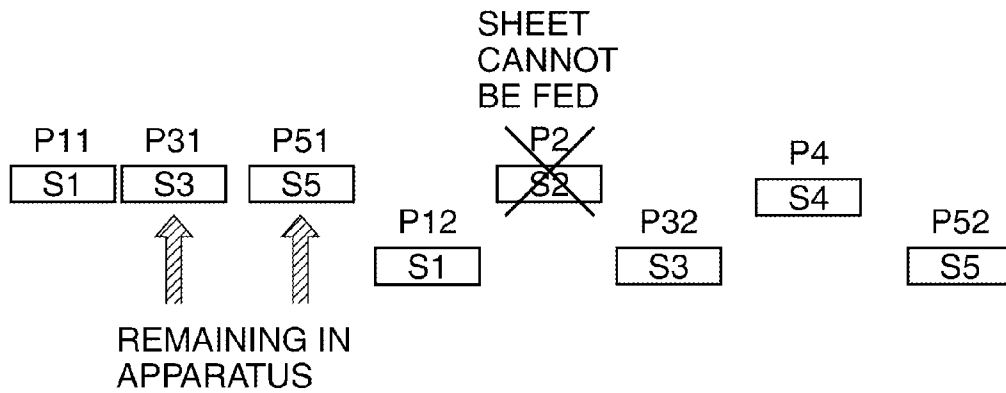 SHEET
CANNOT
BE FED
P11 P31 P51 P2 P4
S1 S3 S5 S2 S4
P12 P32 P52
S1 S3 S5
REMAINING IN
APPARATUS